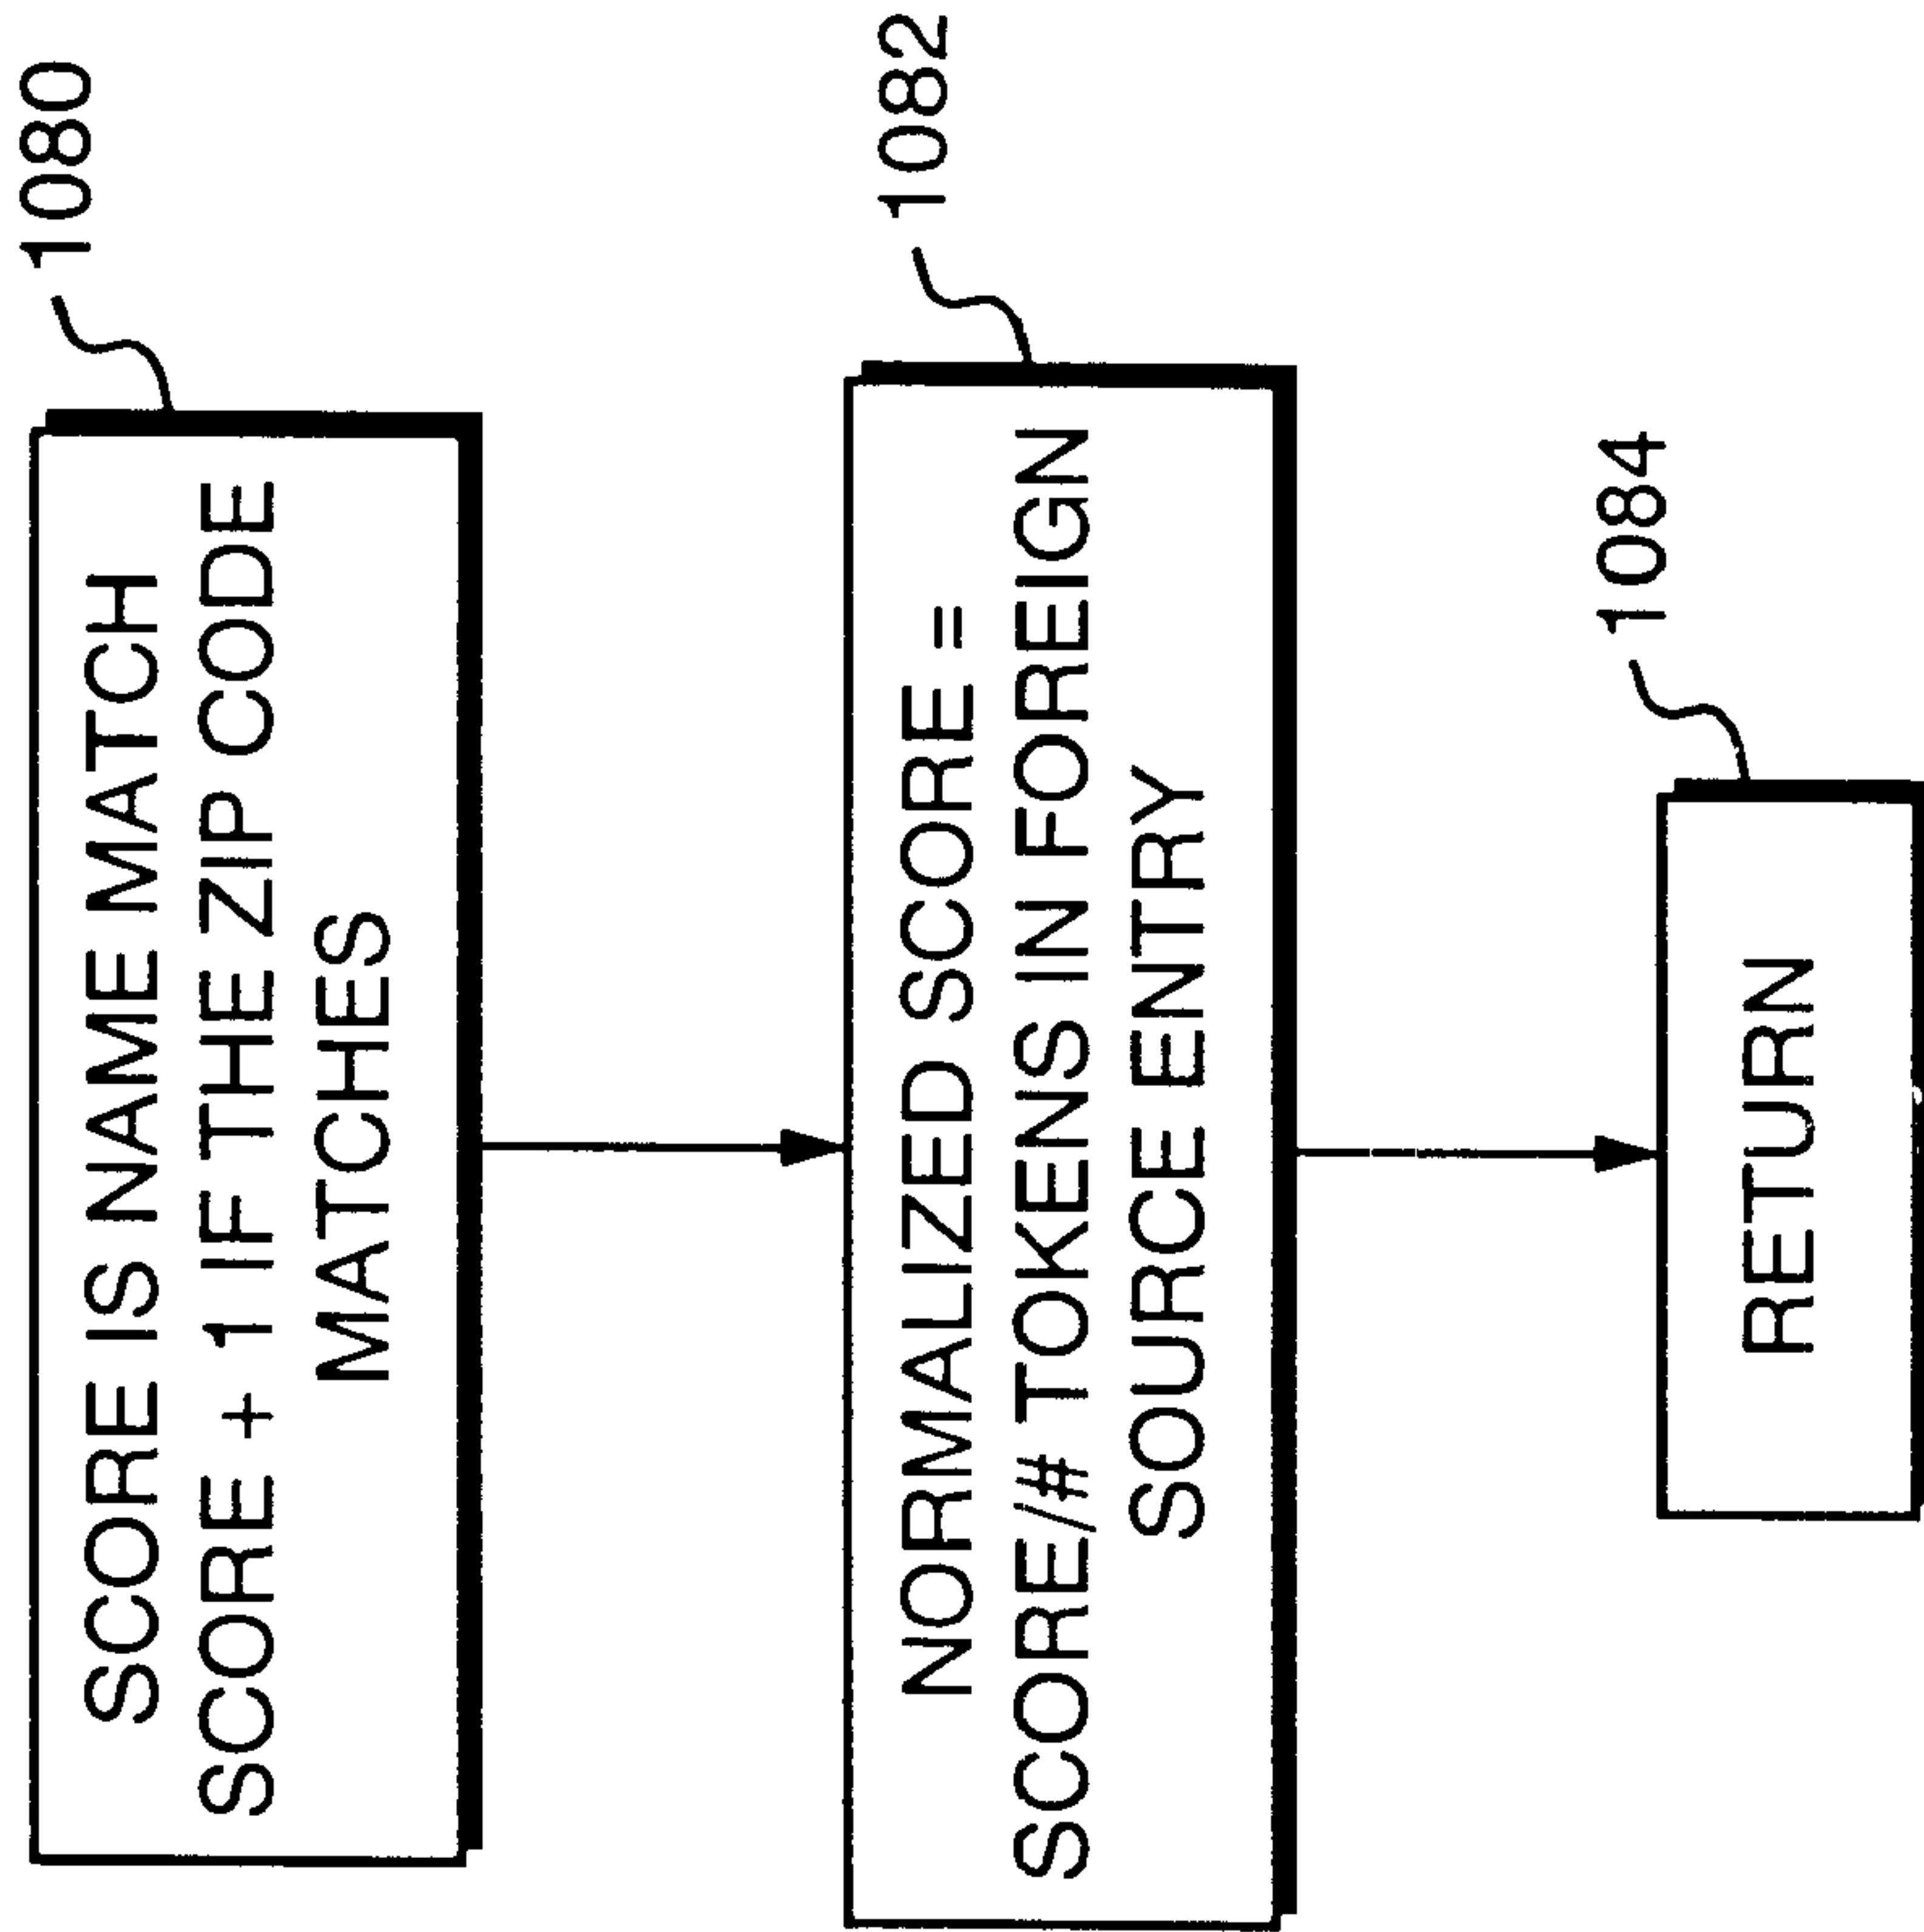 1080
SCORE IS NAME MATCH
SCORE + 1 IF THE ZIP CODE
MATCHES
1082
NORMALIZED SCORE =
SCORE/# TOKENS IN FOREIGN
SOURCE ENTRY
1084
RETURN